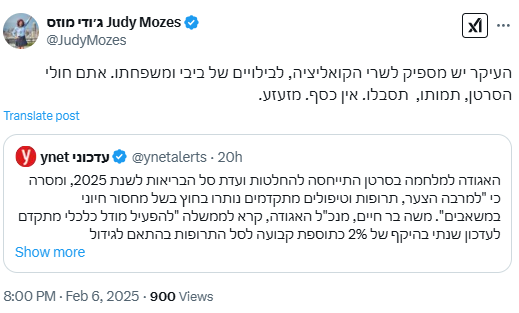 ג׳ודי מוזס Judy Mozes
@JudyMozes
העיקר יש מספיק לשרי הקואליציה, לבילויים של ביבי ומשפחתו. אתם חולי
הסרטן, תמותו, תסבלו. אין כסף. מזעזע.
Translate post
עדכוני ynet @ynetalerts · 20h
האגודה למלחמה בסרטן התייחסה להחלטות ועדת סל הבריאות לשנת 2025, ומסרה
כי "למרבה הצער, תרופות וטיפולים מתקדמים נותרו בחוץ בשל מחסור חיוני
במשאבים". משה בר חיים, מנכ"ל האגודה, קרא לממשלה "להפעיל מודל כלכלי מתקדם
לעדכון שנתי בהיקף של 2% כתוספת קבועה לסל התרופות בהתאם לגידול
Show more
8:00 PM · Feb 6, 2025 · 900 Views